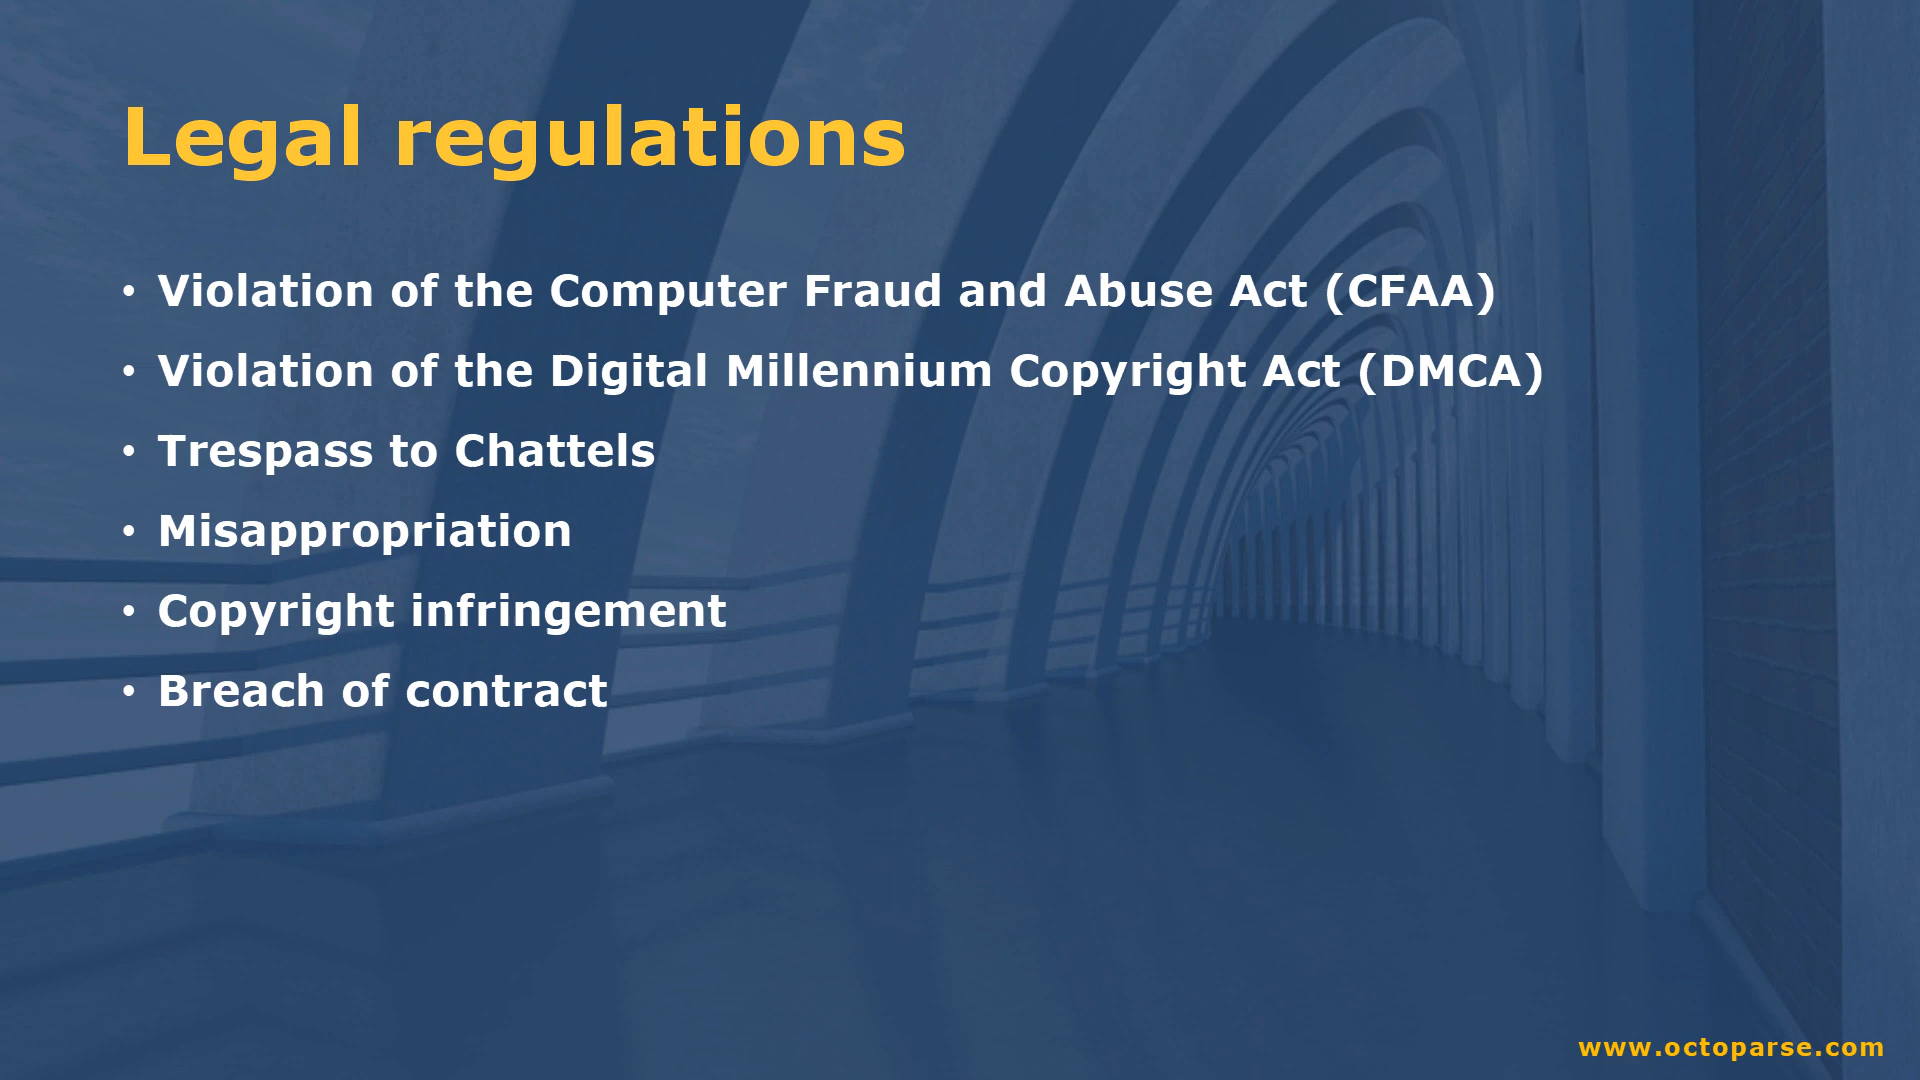 Legal regulations
• Violation of the Computer Fraud and Abuse Act (CFAA)
• Violation of the Digital Millennium Copyright Act (DMCA)
• Trespass to Chattels
• Misappropriation
• Copyright infringement
• Breach of contract
www.octoparse.com